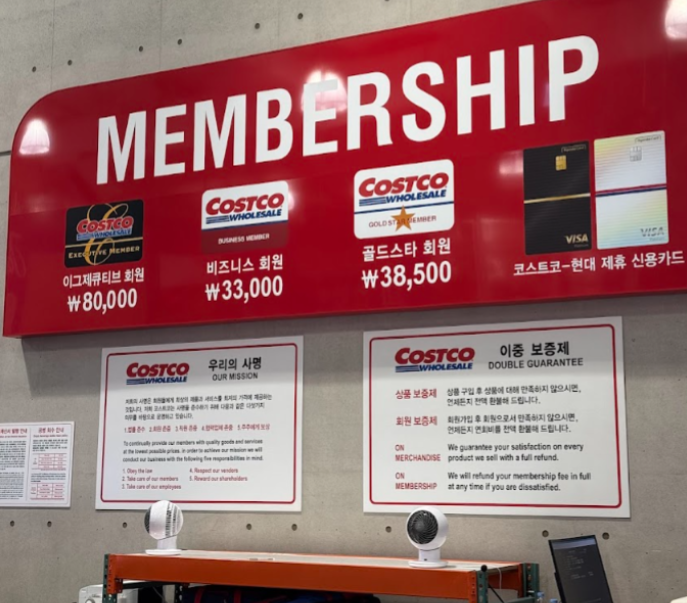 MEMBERSHIP
COSTCO
WHOLESALE
EXECUTIVE MEMBER
이그제큐티브 회원
₩80,000
COSTCO
WHOLESALE
BUSINESS MEMBER
비즈니스 회원
₩33,000
COSTCO
WHOLESALE
GOLD STAR MEMBER
골드스타 회원
₩38,500
VISA
VISA
코스트코-현대 제휴 신용카드
COSTCO
WHOLESALE
우리의 사명
OUR MISSION
To continually provide our members with quality goods and services
at the lowest possible prices. In order to achieve our mission we will
conduct our business with the following five responsibilities in mind.
1. Obey the law
2. Take care of our members
3. Take care of our employees
4. Respect our vendors
5. Reward our shareholders
COSTCO
WHOLESALE
이중 보증제
DOUBLE GUARANTEE
상품 보증제
상품 구입 후 상품에 대해 만족하지 않으시면,
언제든지 전액 환불해 드립니다.
회원 보증제
회원가입 후 회원으로서 만족하지 않으시면,
언제든지 연회비를 전액 환불해 드립니다.
ON
MERCHANDISE
We guarantee your satisfaction on every
product we sell with a full refund.
ON
MEMBERSHIP
We will refund your membership fee in full
at any time if you are dissatisfied.